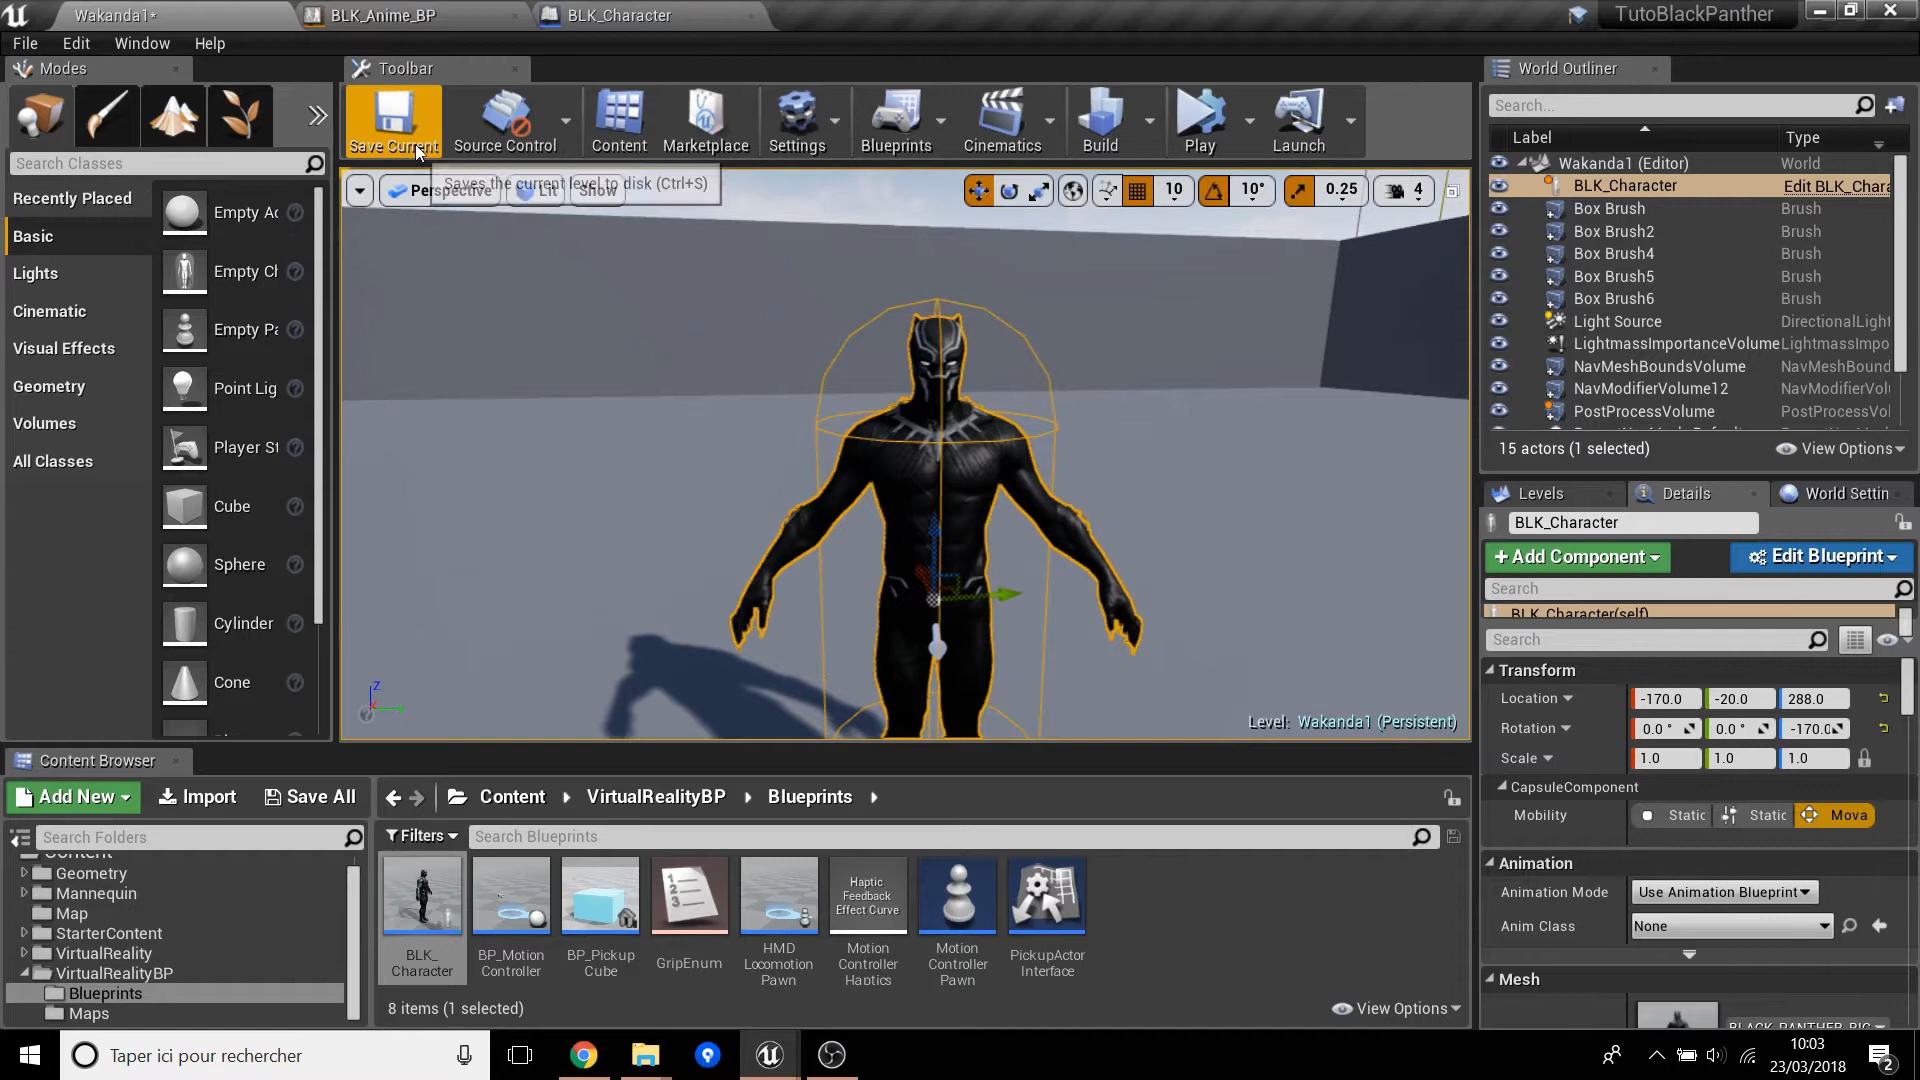 Wakanda1*
BLK_Anime_BP
BLK_Character
TutoBlackPanther
File
Edit
Window
Help
Modes
Toolbar
World Outliner
Save Current
Source Control
Content
Marketplace
Settings
Blueprints
Cinematics
Build
Play
Launch
Search Classes
Saves the current level to disk (Ctrl+S)
Perspective
Lit
Show
10
10°
0.25
4
Recently Placed
Basic
Lights
Cinematic
Visual Effects
Geometry
Volumes
All Classes
Empty Ac
Empty Cl
Empty Pa
Point Lig
Player St
Cube
Sphere
Cylinder
Cone
Z
Level: Wakanda1 (Persistent)
Search...
Label
Type
Wakanda1 (Editor)
World
BLK_Character
Edit BLK_Chara
Box Brush
Brush
Box Brush2
Brush
Box Brush4
Brush
Box Brush5
Brush
Box Brush6
Brush
Light Source
DirectionalLight
LightmassImportanceVolume
LightmassImpo
NavMeshBoundsVolume
NavMeshBound
NavModifierVolume12
NavModifierVol
PostProcessVolume
PostProcessVol
15 actors (1 selected)
View Options
Levels
Details
World Settin
BLK_Character
+ Add Component
Edit Blueprint
Search
BLK_Character(self)
Search
Transform
Location
-170.0
-20.0
288.0
Rotation
0.0 °
0.0 °
-170.0
Scale
1.0
1.0
1.0
CapsuleComponent
Mobility
Static
Static
Mova
Animation
Animation Mode
Use Animation Blueprint
Anim Class
None
Mesh
Content Browser
Add New
Import
Save All
Content
VirtualRealityBP
Blueprints
Search Folders
Filters
Search Blueprints
Content
Geometry
Mannequin
Map
StarterContent
VirtualReality
VirtualRealityBP
Blueprints
Maps
BLK_
Character
BP_Motion
Controller
BP_Pickup
Cube
GripEnum
HMD
Locomotion
Pawn
Haptic
Feedback
Effect Curve
Motion
Controller
Haptics
Motion
Controller
Pawn
PickupActor
Interface
8 items (1 selected)
View Options
Taper ici pour rechercher
10:03
23/03/2018
2